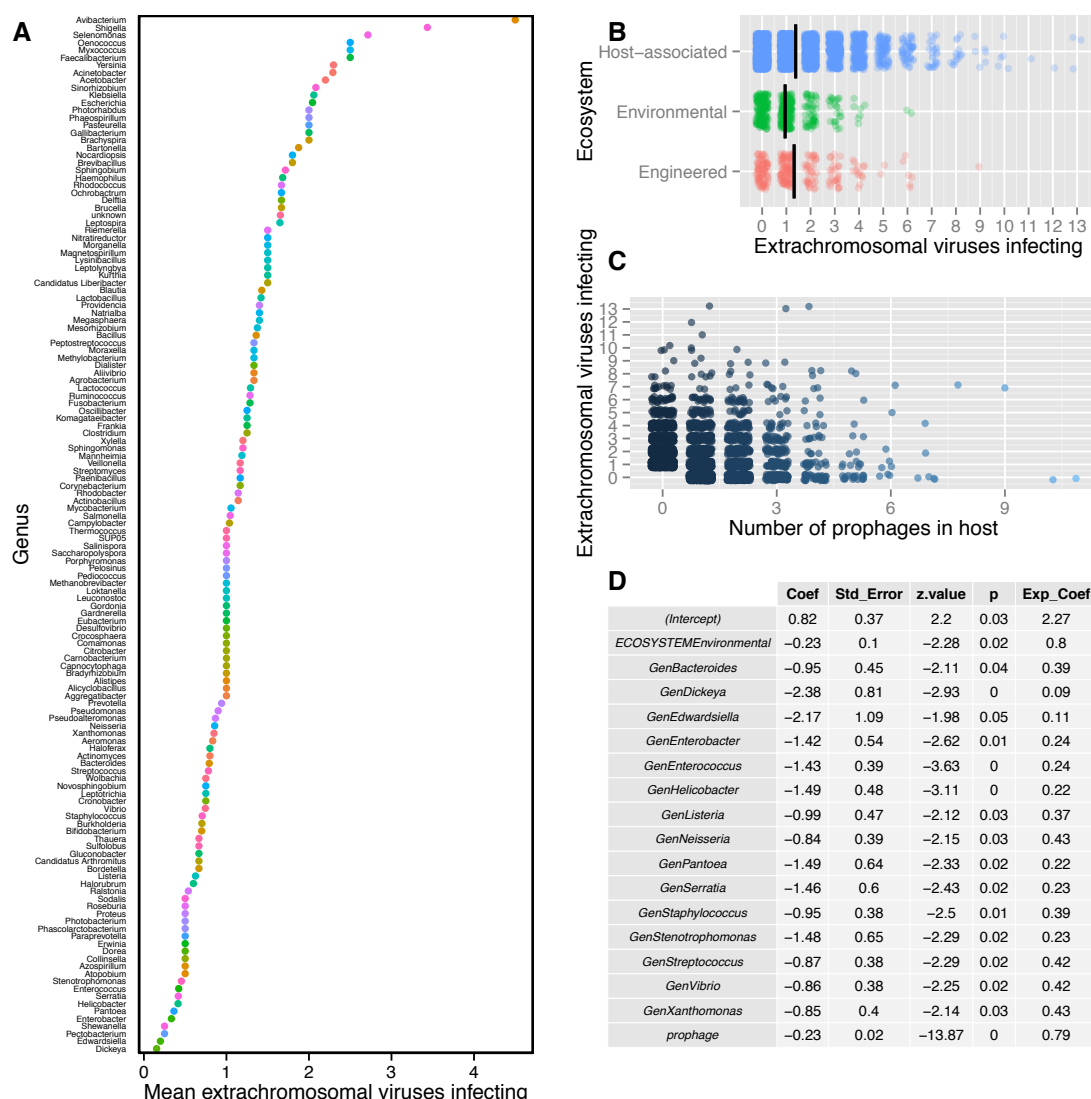 A
Avibacterium
Shigella
Selenomonas
Oenococcus
Myxococcus
Faecalibacterium
Yersinia
Acinetobacter
Acetobacter
Sinorhizobium
Klebsiella
Escherichia
Photorhabdus
Phaeospirillum
Pasteurella
Gallibacterium
Brachyspira
Bartonella
Nocardiopsis
Brevibacillus
Sphingobium
Haemophilus
Rhodococcus
Ochrobactrum
Delftia
Brucella
unknown
Leptospira
Riemerella
Nitratireductor
Morganella
Magnetospirillum
Lysinibacillus
Leptolyngbya
Kurthia
Candidatus Liberibacter
Blautia
Lactobacillus
Providencia
Natrialba
Megasphaera
Mesorhizobium
Bacillus
Peptostreptococcus
Moraxella
Methylobacterium
Dialister
Aliivibrio
Agrobacterium
Lactococcus
Ruminococcus
Fusobacterium
Oscillibacter
Komagataeibacter
Frankia
Clostridium
Xylella
Sphingomonas
Mannheimia
Veillonella
Streptomyces
Paenibacillus
Corynebacterium
Rhodobacter
Actinobacillus
Mycobacterium
Salmonella
Campylobacter
Thermococcus
SUP05
Salinispora
Saccharopolyspora
Porphyromonas
Pelosinus
Pediococcus
Methanobrevibacter
Loktanella
Leuconostoc
Gordonia
Gardnerella
Eubacterium
Desulfovibrio
Crocosphaera
Comamonas
Citrobacter
Carnobacterium
Capnocytophaga
Bradyrhizobium
Alistipes
Alicyclobacillus
Aggregatibacter
Prevotella
Pseudomonas
Pseudoalteromonas
Neisseria
Xanthomonas
Aeromonas
Haloferax
Actinomyces
Bacteroides
Streptococcus
Wolbachia
Novosphingobium
Leptotrichia
Cronobacter
Vibrio
Staphylococcus
Burkholderia
Bifidobacterium
Thauera
Sulfolobus
Gluconobacter
Candidatus Arthromitus
Bordetella
Listeria
Halorubrum
Ralstonia
Sodalis
Roseburia
Proteus
Photobacterium
Phascolarctobacterium
Paraprevotella
Erwinia
Dorea
Collinsella
Azospirillum
Atopobium
Stenotrophomonas
Enterococcus
Serratia
Helicobacter
Pantoea
Enterobacter
Shewanella
Pectobacterium
Edwardsiella
Dickeya
Genus
0 1 2 3 4
Mean extrachromosomal viruses infecting
B
Ecosystem
Host−associated
Environmental
Engineered
0 1 2 3 4 5 6 7 8 9 10 11 12 13
Extrachromosomal viruses infecting
C
Extrachromosomal viruses infecting
13
12
11
10
9
8
7
6
5
4
3
2
1
0
0 3 6 9
Number of prophages in host
D
Coef Std_Error z.value p Exp_Coef
(Intercept) 0.82 0.37 2.2 0.03 2.27
ECOSYSTEMEnvironmental −0.23 0.1 −2.28 0.02 0.8
GenBacteroides −0.95 0.45 −2.11 0.04 0.39
GenDickeya −2.38 0.81 −2.93 0 0.09
GenEdwardsiella −2.17 1.09 −1.98 0.05 0.11
GenEnterobacter −1.42 0.54 −2.62 0.01 0.24
GenEnterococcus −1.43 0.39 −3.63 0 0.24
GenHelicobacter −1.49 0.48 −3.11 0 0.22
GenListeria −0.99 0.47 −2.12 0.03 0.37
GenNeisseria −0.84 0.39 −2.15 0.03 0.43
GenPantoea −1.49 0.64 −2.33 0.02 0.22
GenSerratia −1.46 0.6 −2.43 0.02 0.23
GenStaphylococcus −0.95 0.38 −2.5 0.01 0.39
GenStenotrophomonas −1.48 0.65 −2.29 0.02 0.23
GenStreptococcus −0.87 0.38 −2.29 0.02 0.42
GenVibrio −0.86 0.38 −2.25 0.02 0.42
GenXanthomonas −0.85 0.4 −2.14 0.03 0.43
prophage −0.23 0.02 −13.87 0 0.79